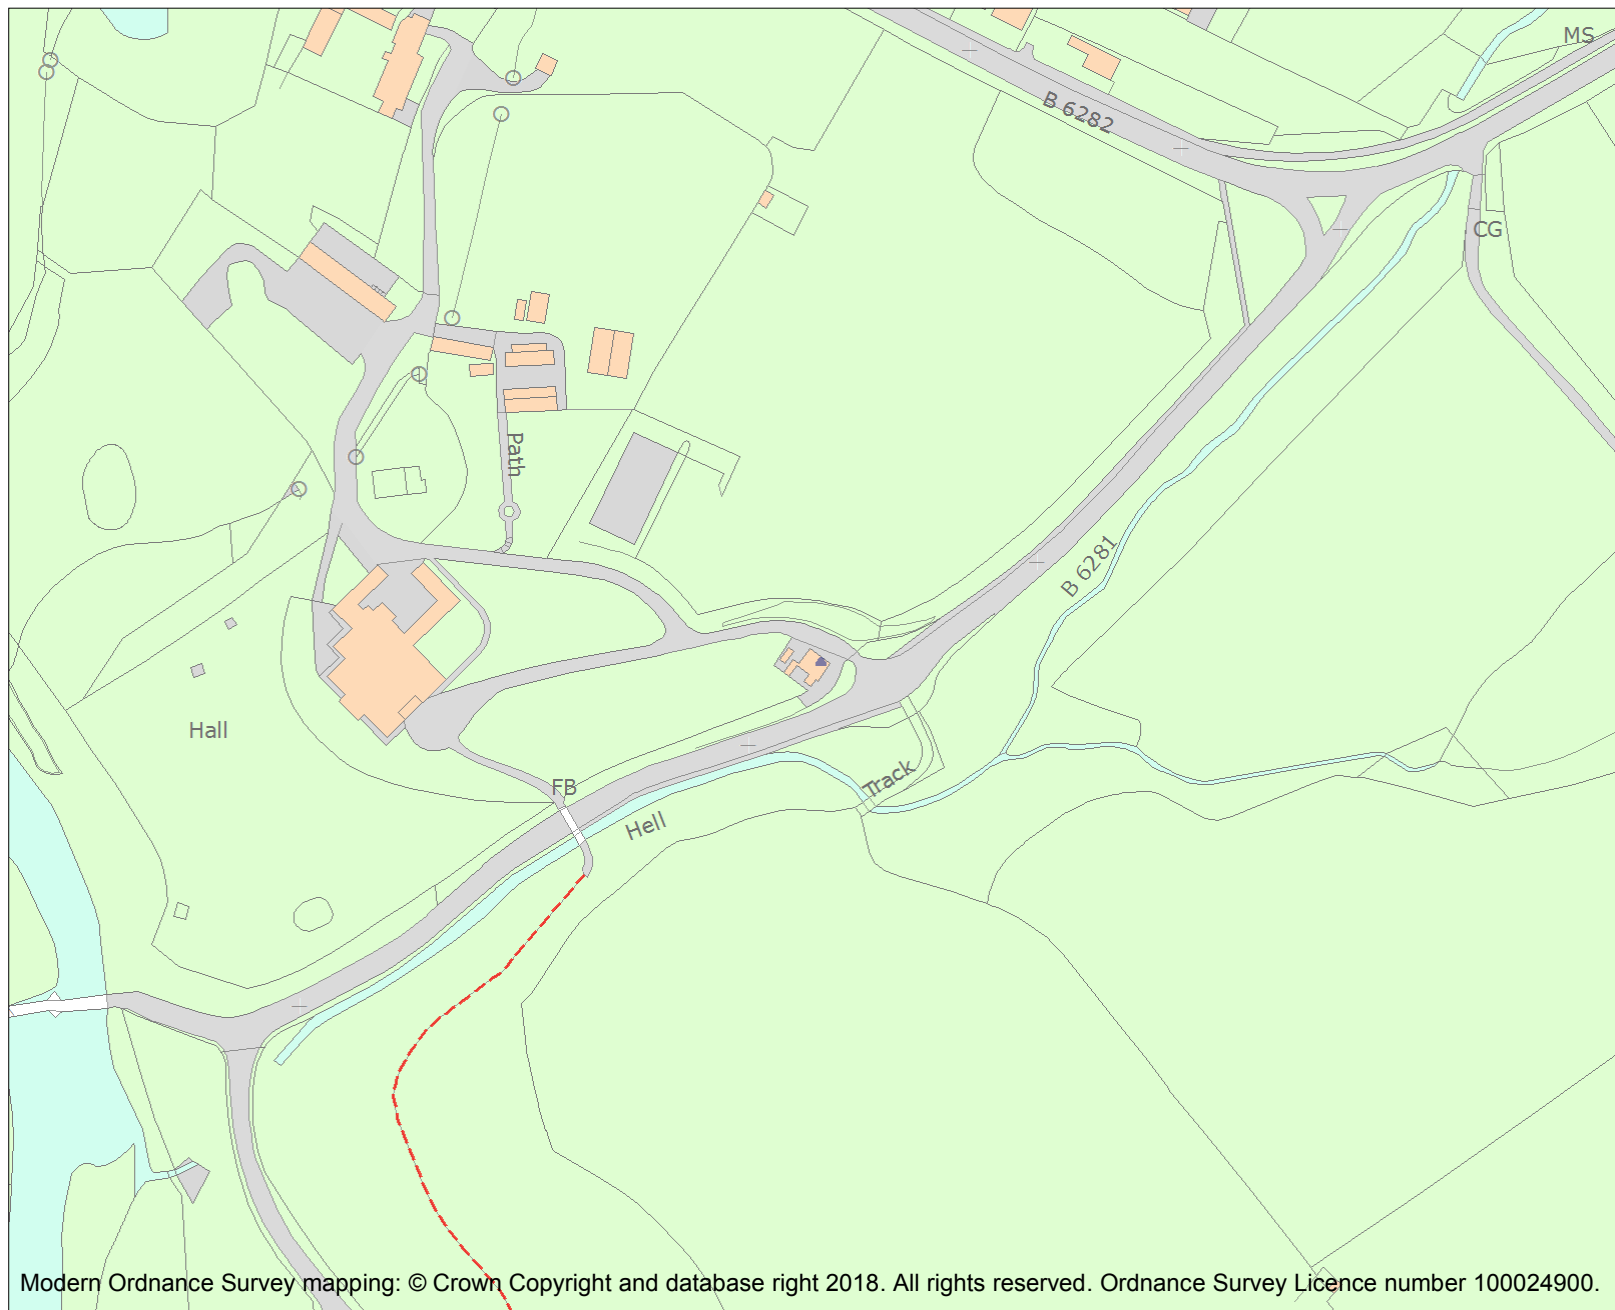 MS
B 6282
CG
Path
B 6281
Hall
Track
FB
Hell
Modern Ordnance Survey mapping: © Crown Copyright and database right 2018. All rights reserved. Ordnance Survey Licence number 100024900.